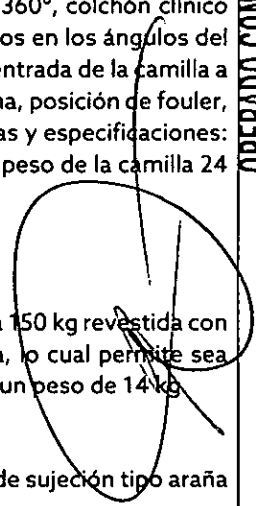 360°, colchón clínico
os en los ángulos del
entrada de la camilla a
na, posición de fouler,
as y especificaciones:
peso de la camilla 24
a 150 kg revestida con
a, lo cual permite sea
un peso de 14 kg
de sujeción tipo araña
OPERADO CON